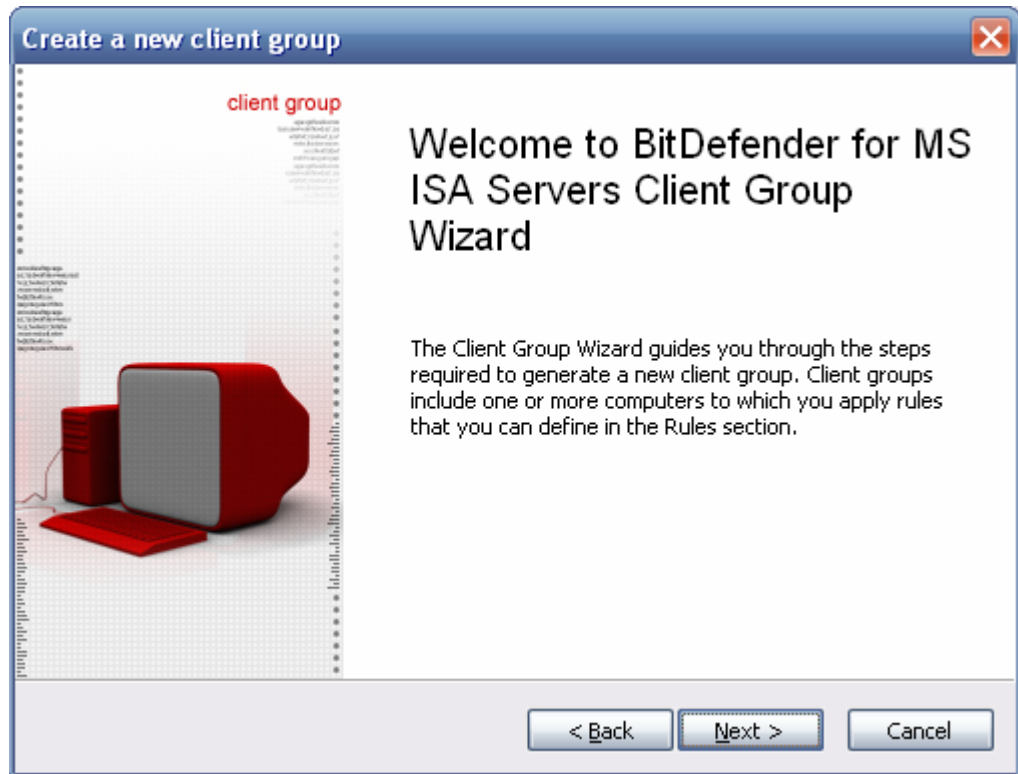 Create a new client group
client group
Welcome to BitDefender for MS
ISA Servers Client Group
Wizard
The Client Group Wizard guides you through the steps
required to generate a new client group. Client groups
include one or more computers to which you apply rules
that you can define in the Rules section.
< Back
Next >
Cancel